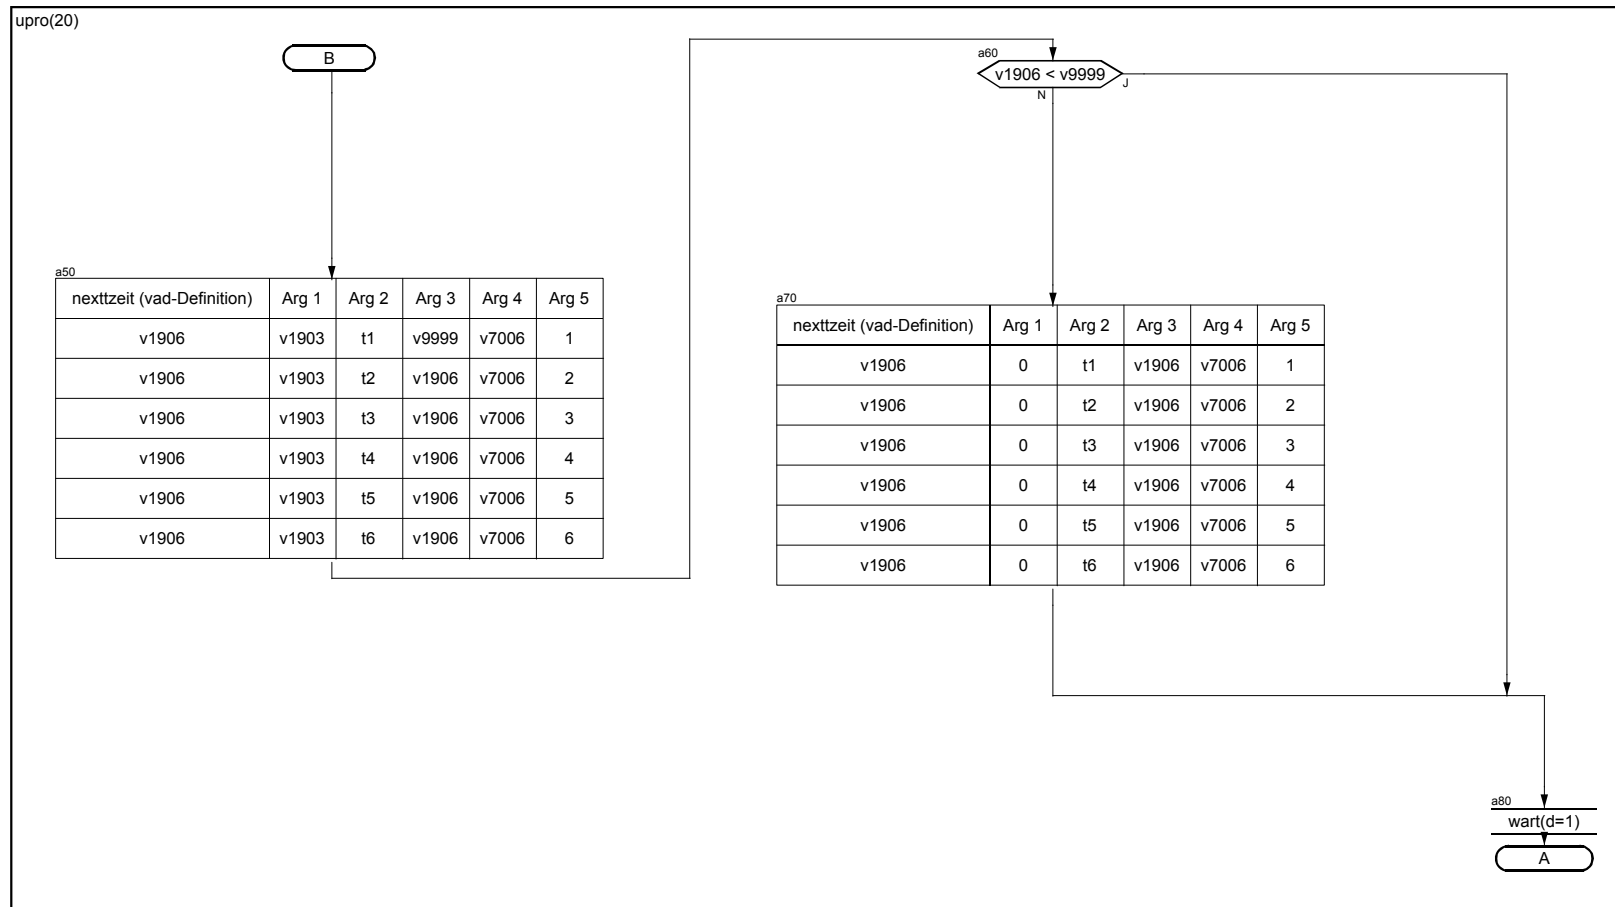 upro(20)
B
a50
nexttzeit (vad-Definition) Arg 1 Arg 2 Arg 3 Arg 4 Arg 5
v1906 v1903 t1 v9999 v7006 1
v1906 v1903 t2 v1906 v7006 2
v1906 v1903 t3 v1906 v7006 3
v1906 v1903 t4 v1906 v7006 4
v1906 v1903 t5 v1906 v7006 5
v1906 v1903 t6 v1906 v7006 6
a60
v1906 < v9999
J
N
a70
nexttzeit (vad-Definition) Arg 1 Arg 2 Arg 3 Arg 4 Arg 5
v1906 0 t1 v1906 v7006 1
v1906 0 t2 v1906 v7006 2
v1906 0 t3 v1906 v7006 3
v1906 0 t4 v1906 v7006 4
v1906 0 t5 v1906 v7006 5
v1906 0 t6 v1906 v7006 6
a80
wart(d=1)
A